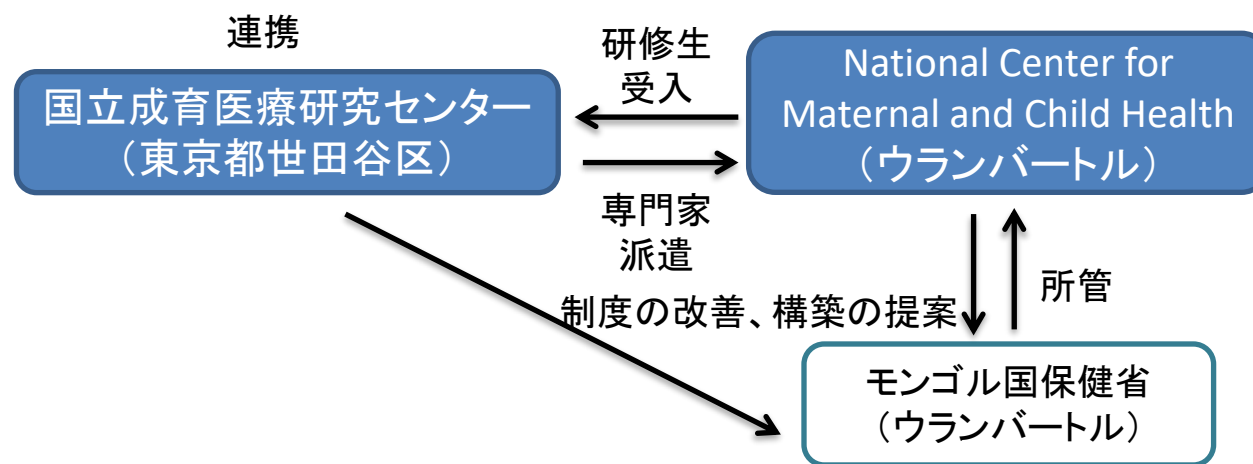 連携
国立成育医療研究センター
（東京都世田谷区）
研修生
受入
専門家
派遣
National Center for
Maternal and Child Health
（ウランバートル）
制度の改善、構築の提案
所管
モンゴル国保健省
（ウランバートル）